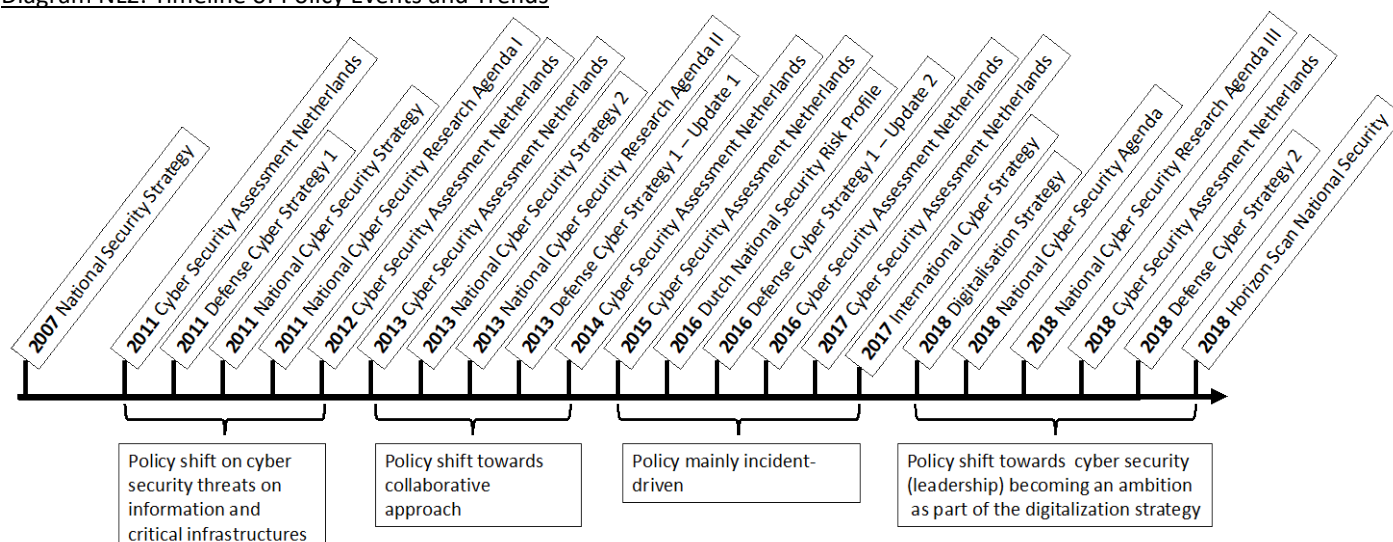 Diagram NL2: Timeline of Policy Events and Trends
2007 National Security Strategy
2011 Cyber Security Assessment Netherlands
2011 Defense Cyber Strategy 1
2011 National Cyber Security Strategy
2011 National Cyber Security Research Agenda I
2012 Cyber Security Assessment Netherlands
2013 Cyber Security Assessment Netherlands
2013 National Cyber Security Strategy 2
2013 National Cyber Security Research Agenda II
2013 Defense Cyber Strategy 1 – Update 1
2014 Cyber Security Assessment Netherlands
2015 Cyber Security Assessment Netherlands
2016 Dutch National Security Risk Profile
2016 Defense Cyber Strategy 1 – Update 2
2016 Cyber Security Assessment Netherlands
2017 Cyber Security Assessment Netherlands
2017 International Cyber Strategy
2018 Digitalisation Strategy
2018 National Cyber Security Agenda
2018 National Cyber Security Research Agenda III
2018 Cyber Security Assessment Netherlands
2018 Defense Cyber Strategy 2
2018 Horizon Scan National Security
Policy shift on cyber
security threats on
information and
critical infrastructures
Policy shift towards
collaborative
approach
Policy mainly incident-
driven
Policy shift towards cyber security
(leadership) becoming an ambition
as part of the digitalization strategy